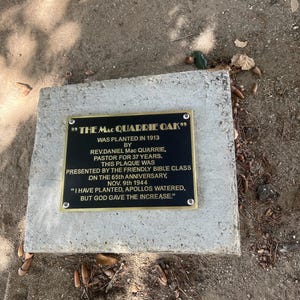 "THE MAC QUARRIE OAK"
WAS PLANTED IN 1913
BY
REV. DANIEL MAC QUARRIE,
PASTOR FOR 37 YEARS.
THIS PLAQUE WAS
PRESENTED BY THE FRIENDLY BIBLE CLASS
ON THE 65th ANNIVERSARY,
NOV. 9th 1944
"I HAVE PLANTED, APOLLOS WATERED,
BUT GOD GAVE THE INCREASE."